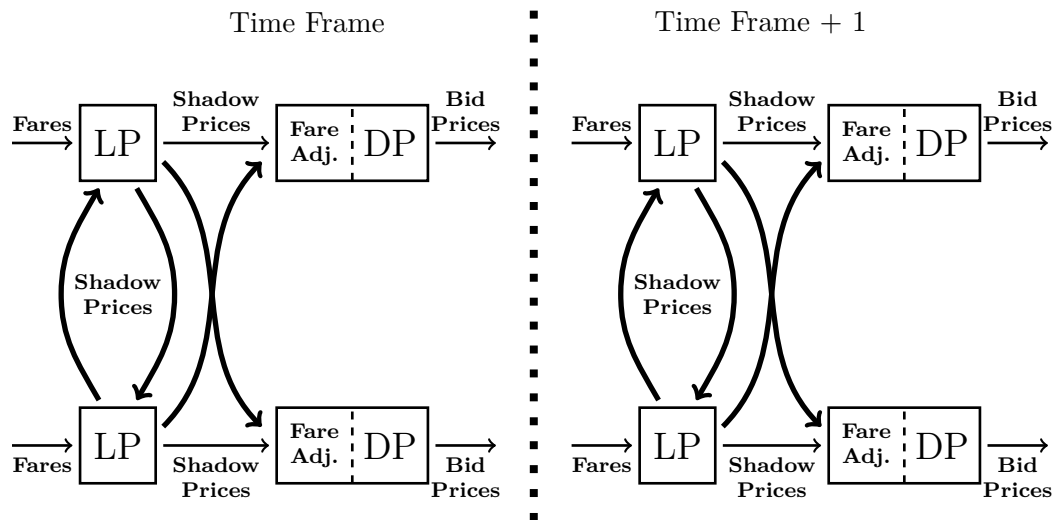 Time Frame
Time Frame + 1
Fares
LP
Shadow
Prices
Fare
Adj.
DP
Bid
Prices
Fares
LP
Shadow
Prices
Fare
Adj.
DP
Bid
Prices
Shadow
Prices
Shadow
Prices
Fares
LP
Shadow
Prices
Fare
Adj.
DP
Bid
Prices
Fares
LP
Shadow
Prices
Fare
Adj.
DP
Bid
Prices